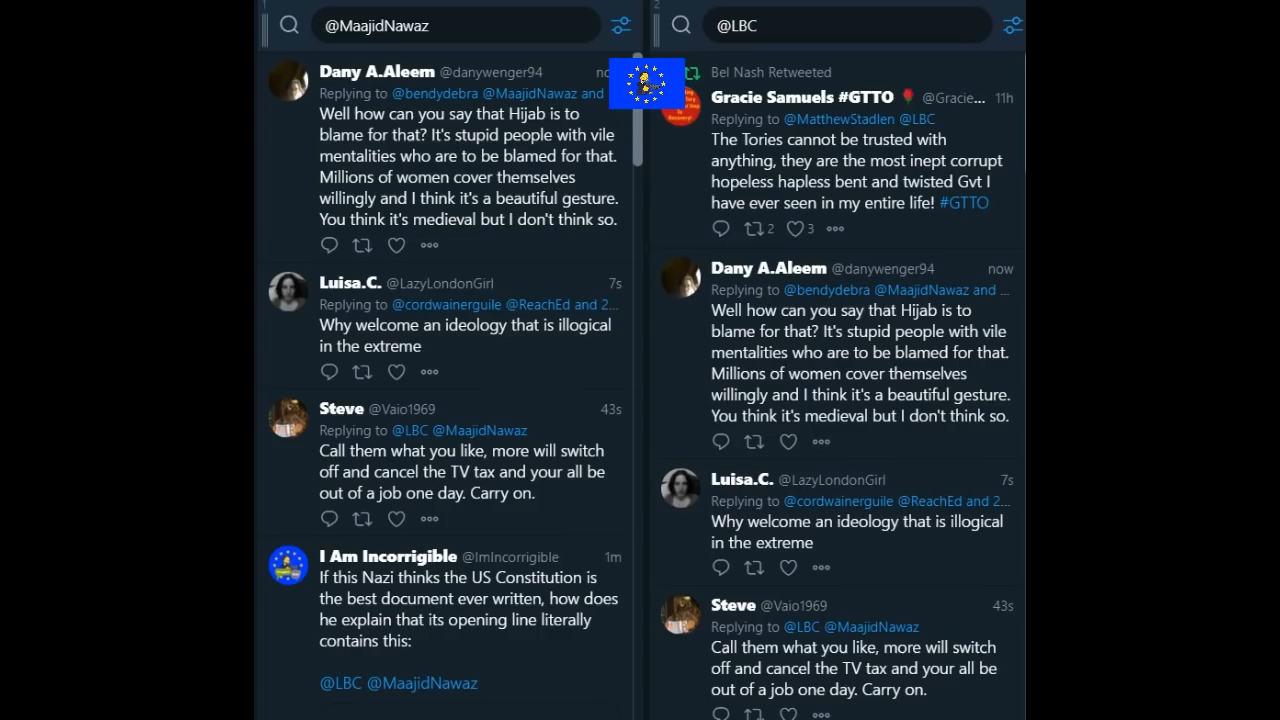 1
@MaajidNawaz
Dany A.Aleem @danywenger94
Replying to @bendydebra @MaajidNawaz and
Well how can you say that Hijab is to
blame for that? It's stupid people with vile
mentalities who are to be blamed for that.
Millions of women cover themselves
willingly and I think it's a beautiful gesture.
You think it's medieval but I don't think so.
Luisa.C. @LazyLondonGirl 7s
Replying to @cordwainerguile @ReachEd and 2...
Why welcome an ideology that is illogical
in the extreme
Steve @Vaio1969 43s
Replying to @LBC @MaajidNawaz
Call them what you like, more will switch
off and cancel the TV tax and your all be
out of a job one day. Carry on.
I Am Incorrigible @ImIncorrigible 1m
If this Nazi thinks the US Constitution is
the best document ever written, how does
he explain that its opening line literally
contains this:
@LBC @MaajidNawaz
2
@LBC
Bel Nash Retweeted
Gracie Samuels #GTTO 🌹 @Gracie... 11h
Replying to @MatthewStadlen @LBC
The Tories cannot be trusted with
anything, they are the most inept corrupt
hopeless hapless bent and twisted Gvt I
have ever seen in my entire life! #GTTO
2 3
Dany A.Aleem @danywenger94 now
Replying to @bendydebra @MaajidNawaz and ...
Well how can you say that Hijab is to
blame for that? It's stupid people with vile
mentalities who are to be blamed for that.
Millions of women cover themselves
willingly and I think it's a beautiful gesture.
You think it's medieval but I don't think so.
Luisa.C. @LazyLondonGirl 7s
Replying to @cordwainerguile @ReachEd and 2...
Why welcome an ideology that is illogical
in the extreme
Steve @Vaio1969 43s
Replying to @LBC @MaajidNawaz
Call them what you like, more will switch
off and cancel the TV tax and your all be
out of a job one day. Carry on.